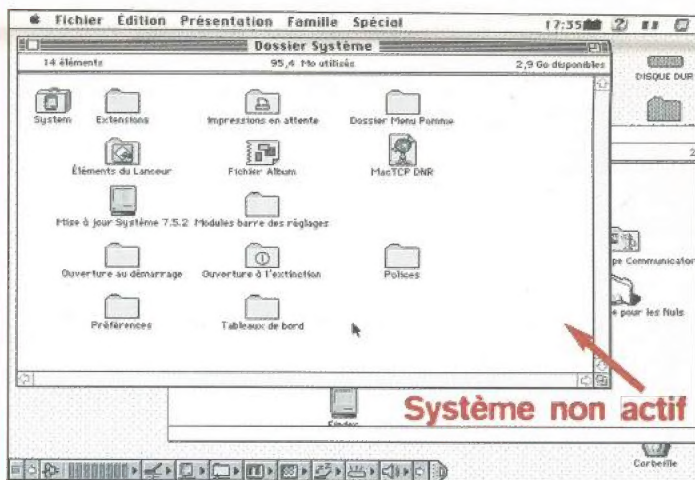 Fichier Édition Présentation Famille Spécial 17:35
Dossier Système
14 éléments 95,4 Mo utilisés 2,9 Go disponibles
DISQUE DUR
System Extensions Impressions en attente Dossier Menu Pomme
Éléments du Lanceur Fichier Album MacTCP DNR
Mise à jour Système 7.5.2 Modules barre des réglages
pe Communicator
Ouverture au démarrage Ouverture à l'extinction Polices
pour les Nuls
Préférences Tableaux de bord
Système non actif
Finder
Corbeille